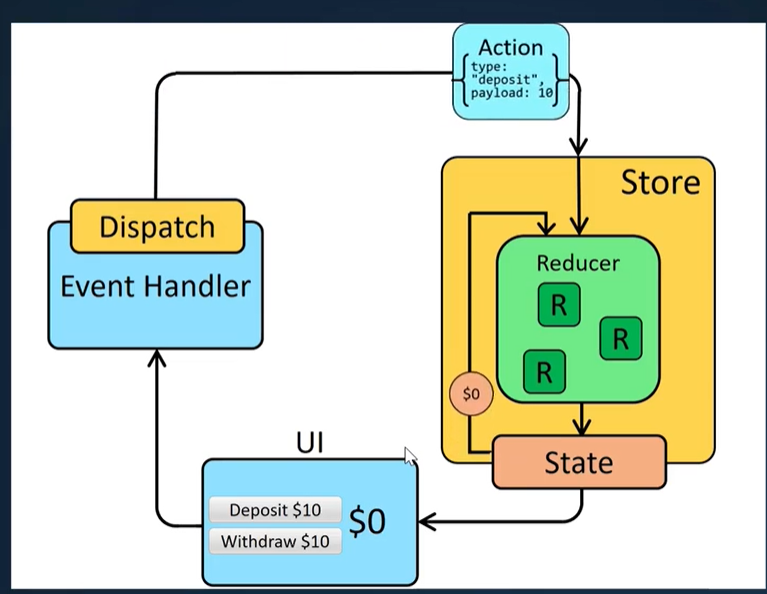 Action
{ type:
"deposit",
payload: 10 }
Store
Dispatch
Event Handler
Reducer
R
R
R
$0
State
UI
Deposit $10
$0
Withdraw $10